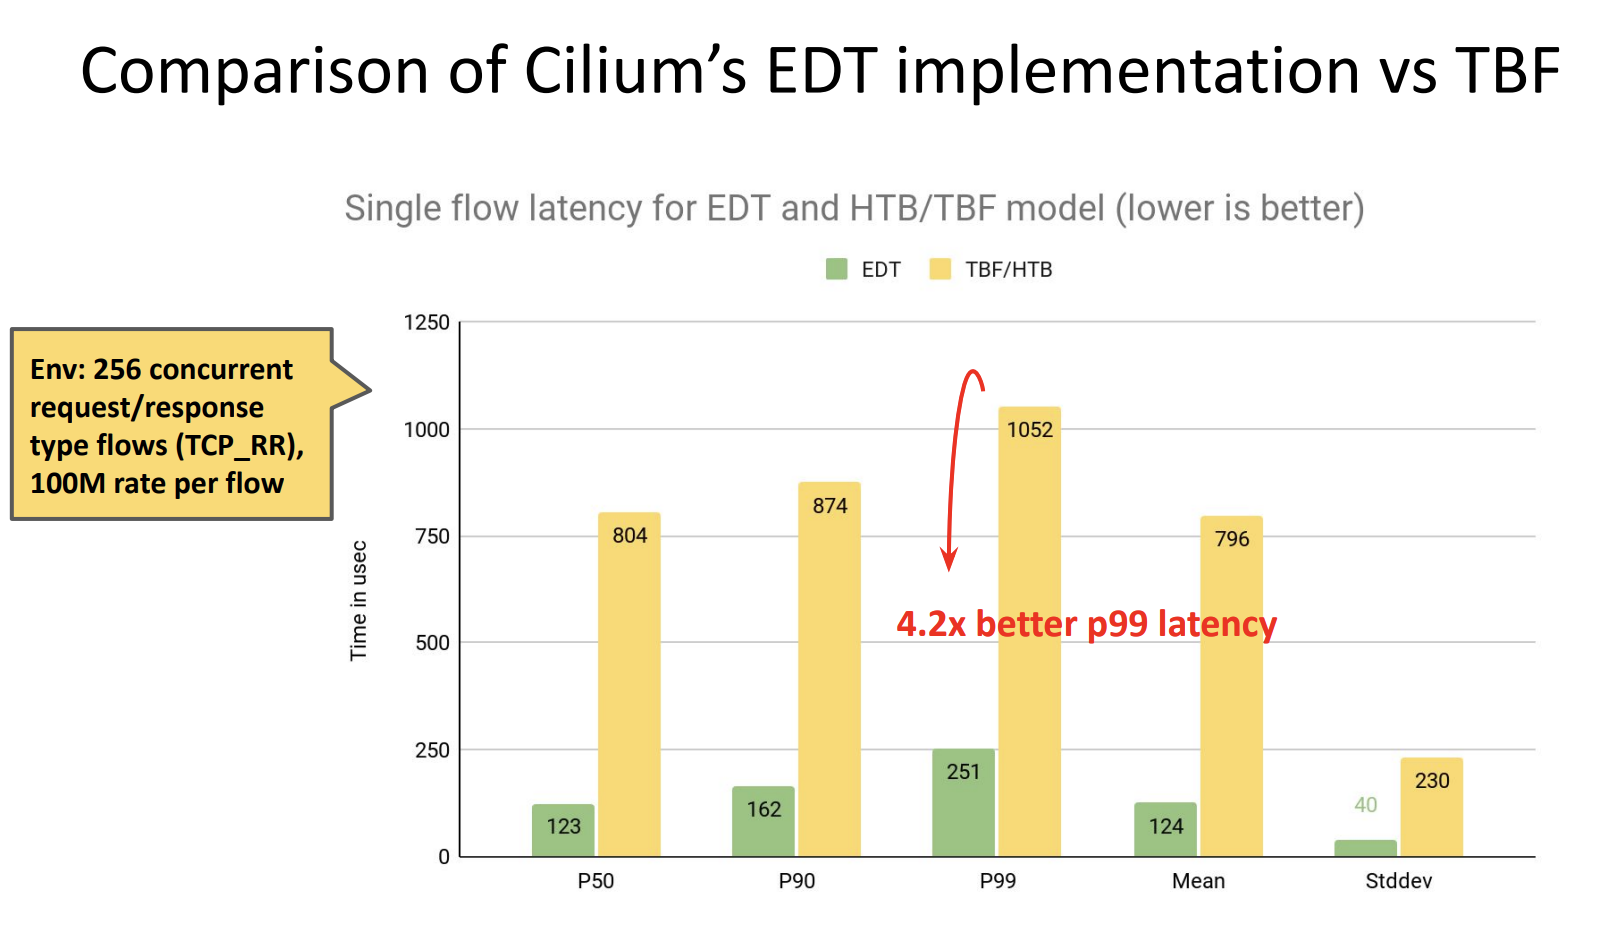 Comparison of Cilium’s EDT implementation vs TBF
Single flow latency for EDT and HTB/TBF model (lower is better)
EDT
TBF/HTB
Env: 256 concurrent
request/response
type flows (TCP_RR),
100M rate per flow
Time in usec
1250
1000
750
500
250
0
123
804
162
874
251
1052
124
796
40
230
4.2x better p99 latency
P50
P90
P99
Mean
Stddev